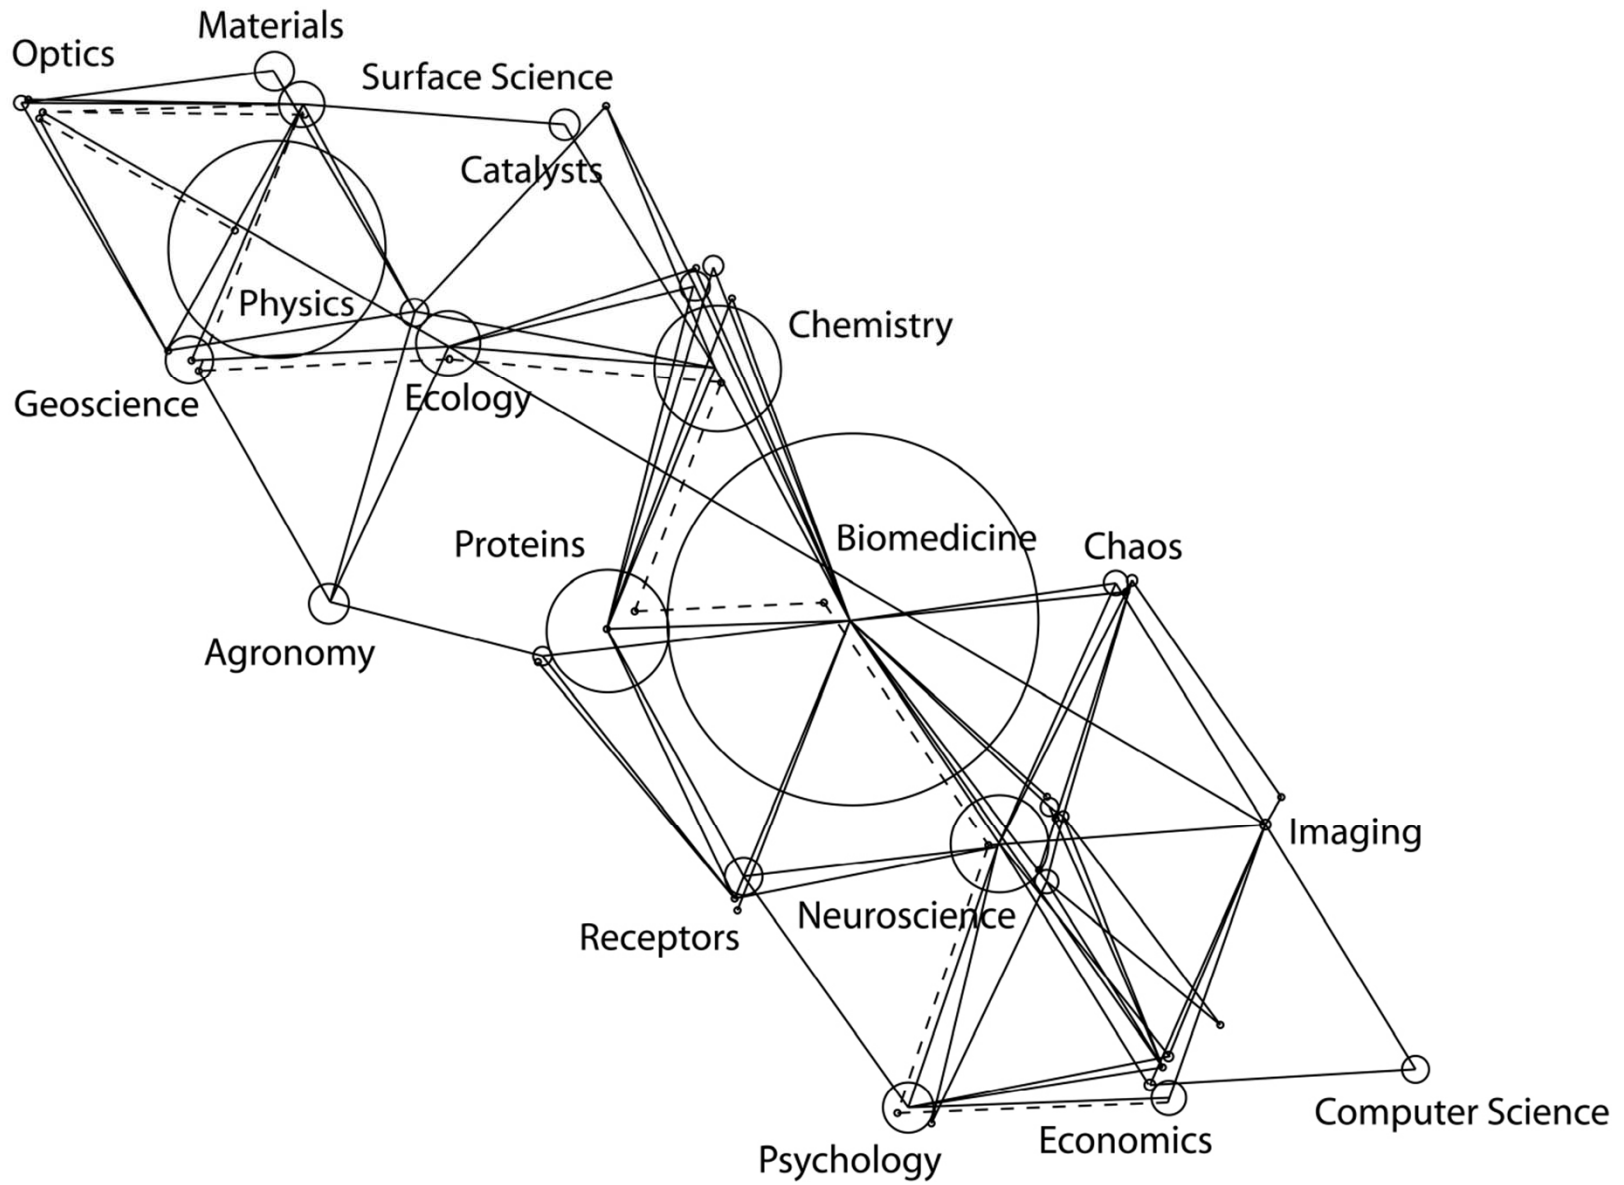 Materials
Optics
Surface Science
Catalysts
Physics
Chemistry
Geoscience
Ecology
Proteins
Biomedicine
Chaos
Agronomy
Imaging
Receptors
Neuroscience
Computer Science
Economics
Psychology